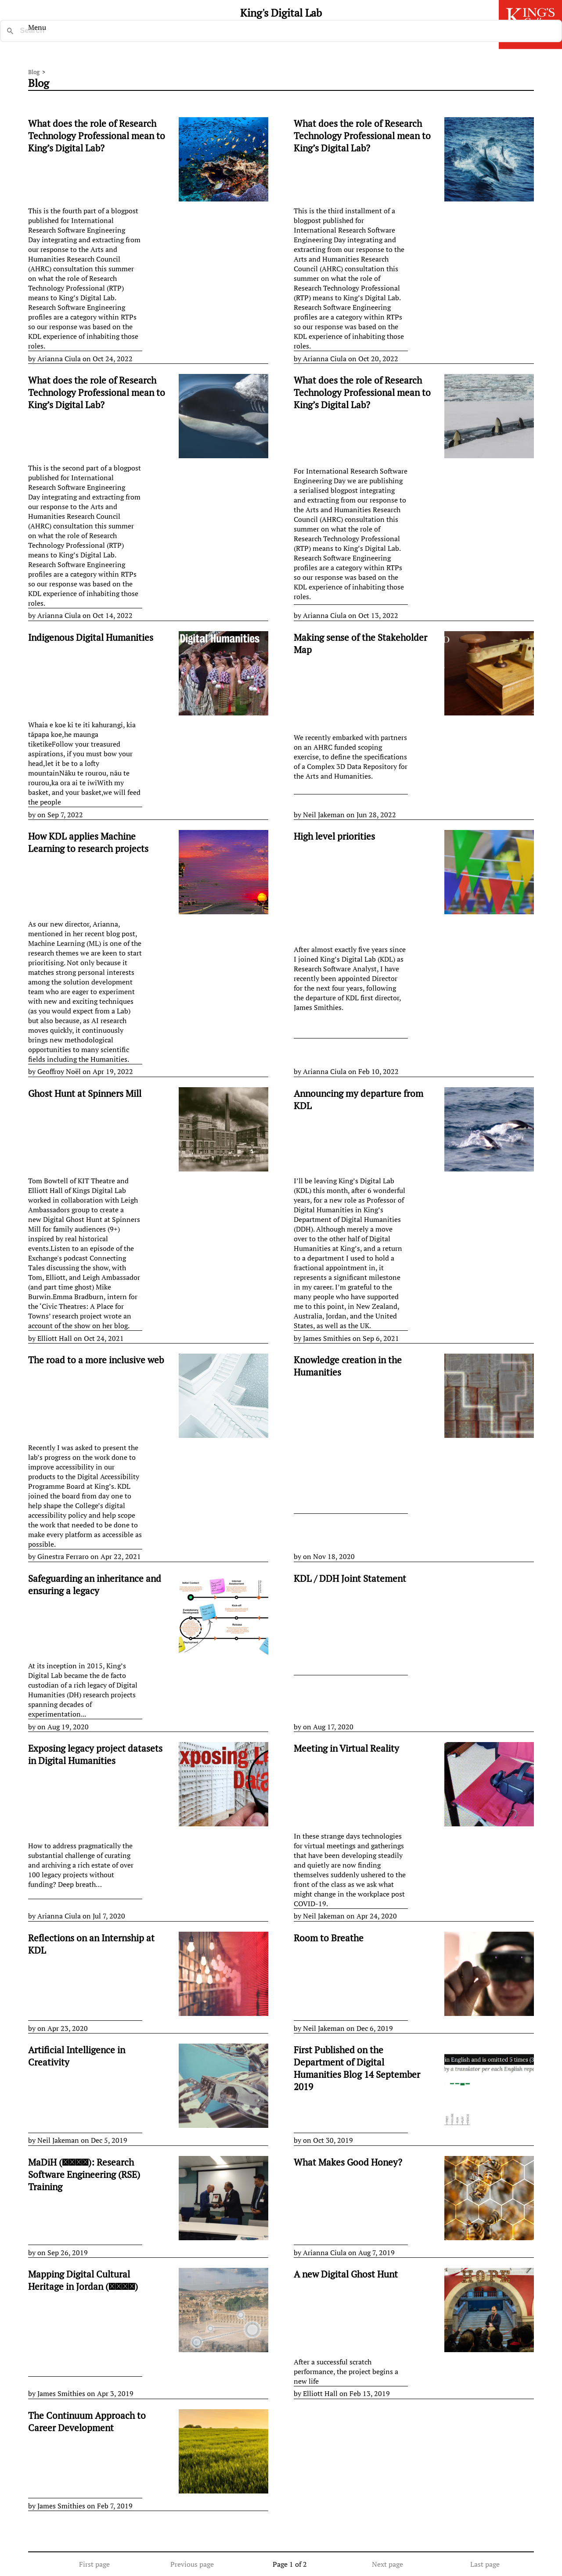 King's Digital Lab
Menu
KING'S
Blog >
Blog
What does the role of Research
Technology Professional mean to
King's Digital Lab?
This is the fourth part of a blogpost
published for International
Research Software Engineering
Day integrating and extracting from
our response to the Arts and
Humanities Research Council
(AHRC) consultation this summer
on what the role of Research
Technology Professional (RTP)
means to King's Digital Lab.
Research Software Engineering
profiles are a category within RTPs
so our response was based on the
KDL experience of inhabiting those
roles.
by Arianna Ciula on Oct 24, 2022
What does the role of Research
Technology Professional mean to
King's Digital Lab?
This is the third installment of a
blogpost published for
International Research Software
Engineering Day integrating and
extracting from our response to the
Arts and Humanities Research
Council (AHRC) consultation this
summer on what the role of
Research Technology Professional
(RTP) means to King's Digital Lab.
Research Software Engineering
profiles are a category within RTPs
so our response was based on the
KDL experience of inhabiting those
roles.
by Arianna Ciula on Oct 20, 2022
What does the role of Research
Technology Professional mean to
King's Digital Lab?
This is the second part of a blogpost
published for International
Research Software Engineering
Day integrating and extracting from
our response to the Arts and
Humanities Research Council
(AHRC) consultation this summer
on what the role of Research
Technology Professional (RTP)
means to King's Digital Lab.
Research Software Engineering
profiles are a category within RTPs
so our response was based on the
KDL experience of inhabiting those
roles.
by Arianna Ciula on Oct 14, 2022
What does the role of Research
Technology Professional mean to
King's Digital Lab?
For International Research Software
Engineering Day we are publishing
a serialised blogpost integrating
and extracting from our response to
the Arts and Humanities Research
Council (AHRC) consultation this
summer on what the role of
Research Technology Professional
(RTP) means to King's Digital Lab.
Research Software Engineering
profiles are a category within RTPs
so our response was based on the
KDL experience of inhabiting those
roles.
by Arianna Ciula on Oct 13, 2022
Indigenous Digital Humanities
Digital Humanities
Whaia e koe ki te iti kahurangi, kia
tāpapa koe,he maunga
tiketikeFollow your treasured
aspirations, if you must bow your
head,let it be to a lofty
mountainNāku te rourou, nāu te
rourou,ka ora ai te iwiWith my
basket, and your basket,we will feed
the people
by on Sep 7, 2022
Making sense of the Stakeholder
Map
We recently embarked with partners
on an AHRC funded scoping
exercise, to define the specifications
of a Complex 3D Data Repository for
the Arts and Humanities.
by Neil Jakeman on Jun 28, 2022
How KDL applies Machine
Learning to research projects
As our new director, Arianna,
mentioned in her recent blog post,
Machine Learning (ML) is one of the
research themes we are keen to start
prioritising. Not only because it
matches strong personal interests
among the solution development
team who are eager to experiment
with new and exciting techniques
(as you would expect from a Lab)
but also because, as AI research
moves quickly, it continuously
brings new methodological
opportunities to many scientific
fields including the Humanities.
by Geoffroy Noël on Apr 19, 2022
High level priorities
After almost exactly five years since
I joined King's Digital Lab (KDL) as
Research Software Analyst, I have
recently been appointed Director
for the next four years, following
the departure of KDL first director,
James Smithies.
by Arianna Ciula on Feb 10, 2022
Ghost Hunt at Spinners Mill
Tom Bowtell of KIT Theatre and
Elliott Hall of Kings Digital Lab
worked in collaboration with Leigh
Ambassadors group to create a
new Digital Ghost Hunt at Spinners
Mill for family audiences (9+)
inspired by real historical
events.Listen to an episode of the
Exchange's podcast Connecting
Tales discussing the show, with
Tom, Elliott, and Leigh Ambassador
(and part time ghost) Mike
Burwin.Emma Bradburn, intern for
the 'Civic Theatres: A Place for
Towns' research project wrote an
account of the show on her blog.
by Elliott Hall on Oct 24, 2021
Announcing my departure from
KDL
I'll be leaving King's Digital Lab
(KDL) this month, after 6 wonderful
years, for a new role as Professor of
Digital Humanities in King's
Department of Digital Humanities
(DDH). Although merely a move
over to the other half of Digital
Humanities at King's, and a return
to a department I used to hold a
fractional appointment in, it
represents a significant milestone
in my career. I'm grateful to the
many people who have supported
me to this point, in New Zealand,
Australia, Jordan, and the United
States, as well as the UK.
by James Smithies on Sep 6, 2021
The road to a more inclusive web
Recently I was asked to present the
lab's progress on the work done to
improve accessibility in our
products to the Digital Accessibility
Programme Board at King's. KDL
joined the board from day one to
help shape the College's digital
accessibility policy and help scope
the work that needed to be done to
make every platform as accessible as
possible.
by Ginestra Ferraro on Apr 22, 2021
Knowledge creation in the
Humanities
by on Nov 18, 2020
Safeguarding an inheritance and
ensuring a legacy
At its inception in 2015, King's
Digital Lab became the de facto
custodian of a rich legacy of Digital
Humanities (DH) research projects
spanning decades of
experimentation...
by on Aug 19, 2020
KDL / DDH Joint Statement
by on Aug 17, 2020
Exposing legacy project datasets
in Digital Humanities
How to address pragmatically the
substantial challenge of curating
and archiving a rich estate of over
100 legacy projects without
funding? Deep breath…
by Arianna Ciula on Jul 7, 2020
Meeting in Virtual Reality
In these strange days technologies
for virtual meetings and gatherings
that have been developing steadily
and quietly are now finding
themselves suddenly ushered to the
front of the class as we ask what
might change in the workplace post
COVID-19.
by Neil Jakeman on Apr 24, 2020
Reflections on an Internship at
KDL
by on Apr 23, 2020
Room to Breathe
by Neil Jakeman on Dec 6, 2019
Artificial Intelligence in
Creativity
by Neil Jakeman on Dec 5, 2019
First Published on the
Department of Digital
Humanities Blog 14 September
2019
in English and is omitted 5 times (3
by a translator per each English repe
by on Oct 30, 2019
MaDiH (): Research
Software Engineering (RSE)
Training
by on Sep 26, 2019
What Makes Good Honey?
by Arianna Ciula on Aug 7, 2019
Mapping Digital Cultural
Heritage in Jordan ()
by James Smithies on Apr 3, 2019
A new Digital Ghost Hunt
HOPE
After a successful scratch
performance, the project begins a
new life
by Elliott Hall on Feb 13, 2019
The Continuum Approach to
Career Development
by James Smithies on Feb 7, 2019
First page
Previous page
Page 1 of 2
Next page
Last page